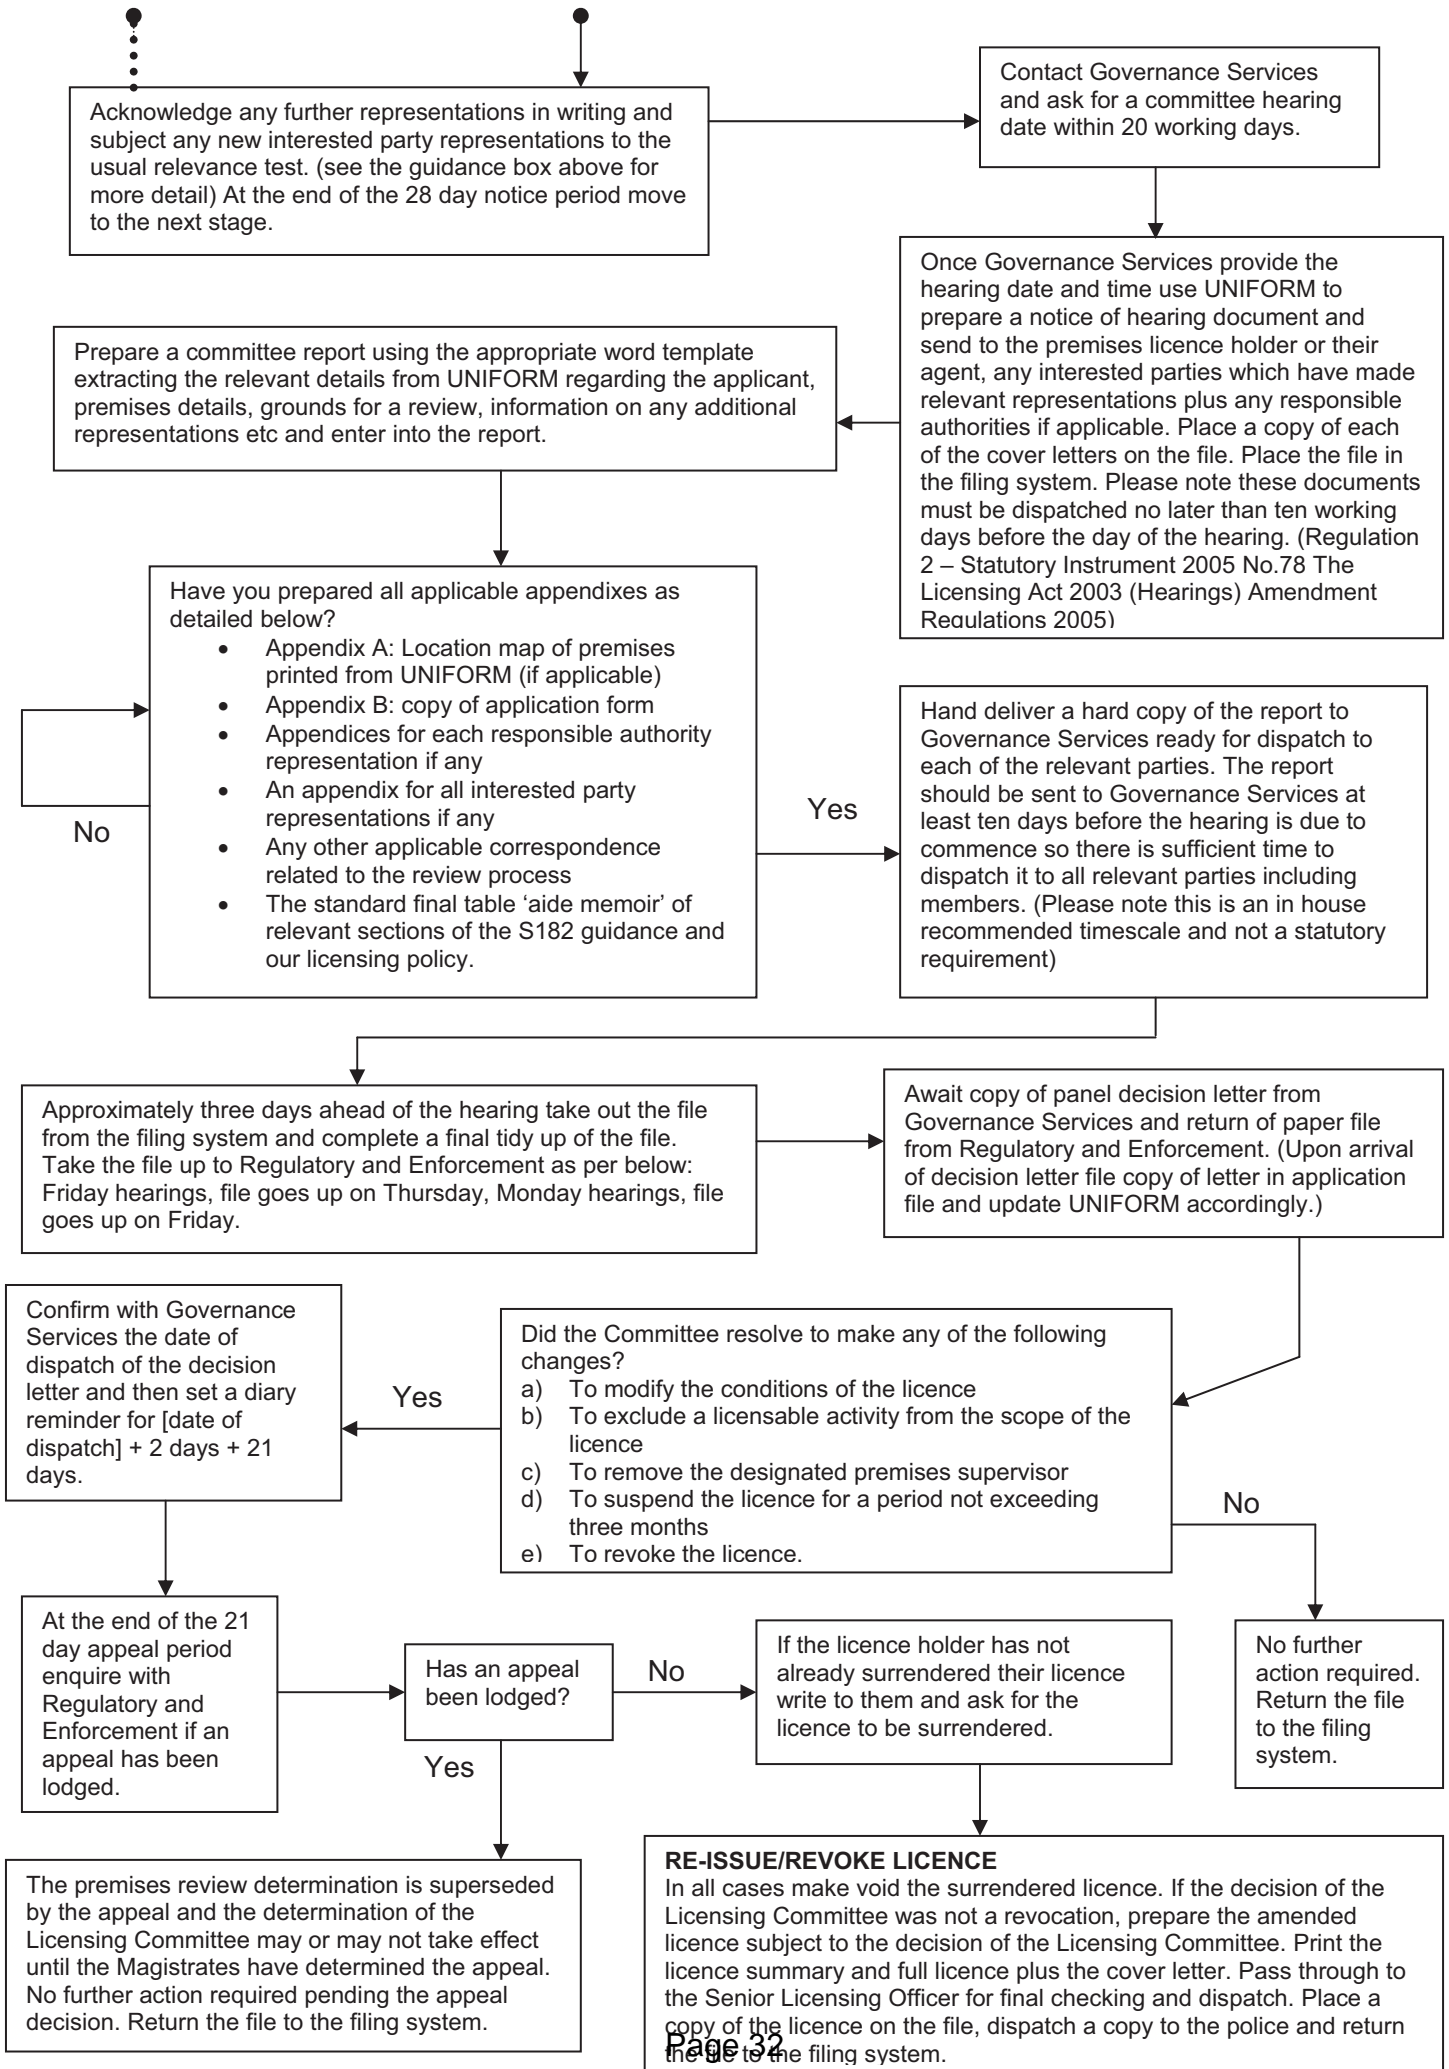 Acknowledge any further representations in writing and
subject any new interested party representations to the
usual relevance test. (see the guidance box above for
more detail) At the end of the 28 day notice period move
to the next stage.
Contact Governance Services
and ask for a committee hearing
date within 20 working days.
Once Governance Services provide the
hearing date and time use UNIFORM to
prepare a notice of hearing document and
send to the premises licence holder or their
agent, any interested parties which have made
relevant representations plus any responsible
authorities if applicable. Place a copy of each
of the cover letters on the file. Place the file in
the filing system. Please note these documents
must be dispatched no later than ten working
days before the day of the hearing. (Regulation
2 – Statutory Instrument 2005 No.78 The
Licensing Act 2003 (Hearings) Amendment
Regulations 2005)
Prepare a committee report using the appropriate word template
extracting the relevant details from UNIFORM regarding the applicant,
premises details, grounds for a review, information on any additional
representations etc and enter into the report.
Have you prepared all applicable appendixes as
detailed below?
• Appendix A: Location map of premises
printed from UNIFORM (if applicable)
• Appendix B: copy of application form
• Appendices for each responsible authority
representation if any
• An appendix for all interested party
representations if any
• Any other applicable correspondence
related to the review process
• The standard final table ‘aide memoir’ of
relevant sections of the S182 guidance and
our licensing policy.
No
Yes
Hand deliver a hard copy of the report to
Governance Services ready for dispatch to
each of the relevant parties. The report
should be sent to Governance Services at
least ten days before the hearing is due to
commence so there is sufficient time to
dispatch it to all relevant parties including
members. (Please note this is an in house
recommended timescale and not a statutory
requirement)
Approximately three days ahead of the hearing take out the file
from the filing system and complete a final tidy up of the file.
Take the file up to Regulatory and Enforcement as per below:
Friday hearings, file goes up on Thursday, Monday hearings, file
goes up on Friday.
Await copy of panel decision letter from
Governance Services and return of paper file
from Regulatory and Enforcement. (Upon arrival
of decision letter file copy of letter in application
file and update UNIFORM accordingly.)
Did the Committee resolve to make any of the following
changes?
a) To modify the conditions of the licence
b) To exclude a licensable activity from the scope of the
licence
c) To remove the designated premises supervisor
d) To suspend the licence for a period not exceeding
three months
e) To revoke the licence.
Yes
No
Confirm with Governance
Services the date of
dispatch of the decision
letter and then set a diary
reminder for [date of
dispatch] + 2 days + 21
days.
At the end of the 21
day appeal period
enquire with
Regulatory and
Enforcement if an
appeal has been
lodged.
Has an appeal
been lodged?
No
Yes
If the licence holder has not
already surrendered their licence
write to them and ask for the
licence to be surrendered.
No further
action required.
Return the file
to the filing
system.
The premises review determination is superseded
by the appeal and the determination of the
Licensing Committee may or may not take effect
until the Magistrates have determined the appeal.
No further action required pending the appeal
decision. Return the file to the filing system.
RE-ISSUE/REVOKE LICENCE
In all cases make void the surrendered licence. If the decision of the
Licensing Committee was not a revocation, prepare the amended
licence subject to the decision of the Licensing Committee. Print the
licence summary and full licence plus the cover letter. Pass through to
the Senior Licensing Officer for final checking and dispatch. Place a
copy of the licence on the file, dispatch a copy to the police and return
the file to the filing system.
Page 32